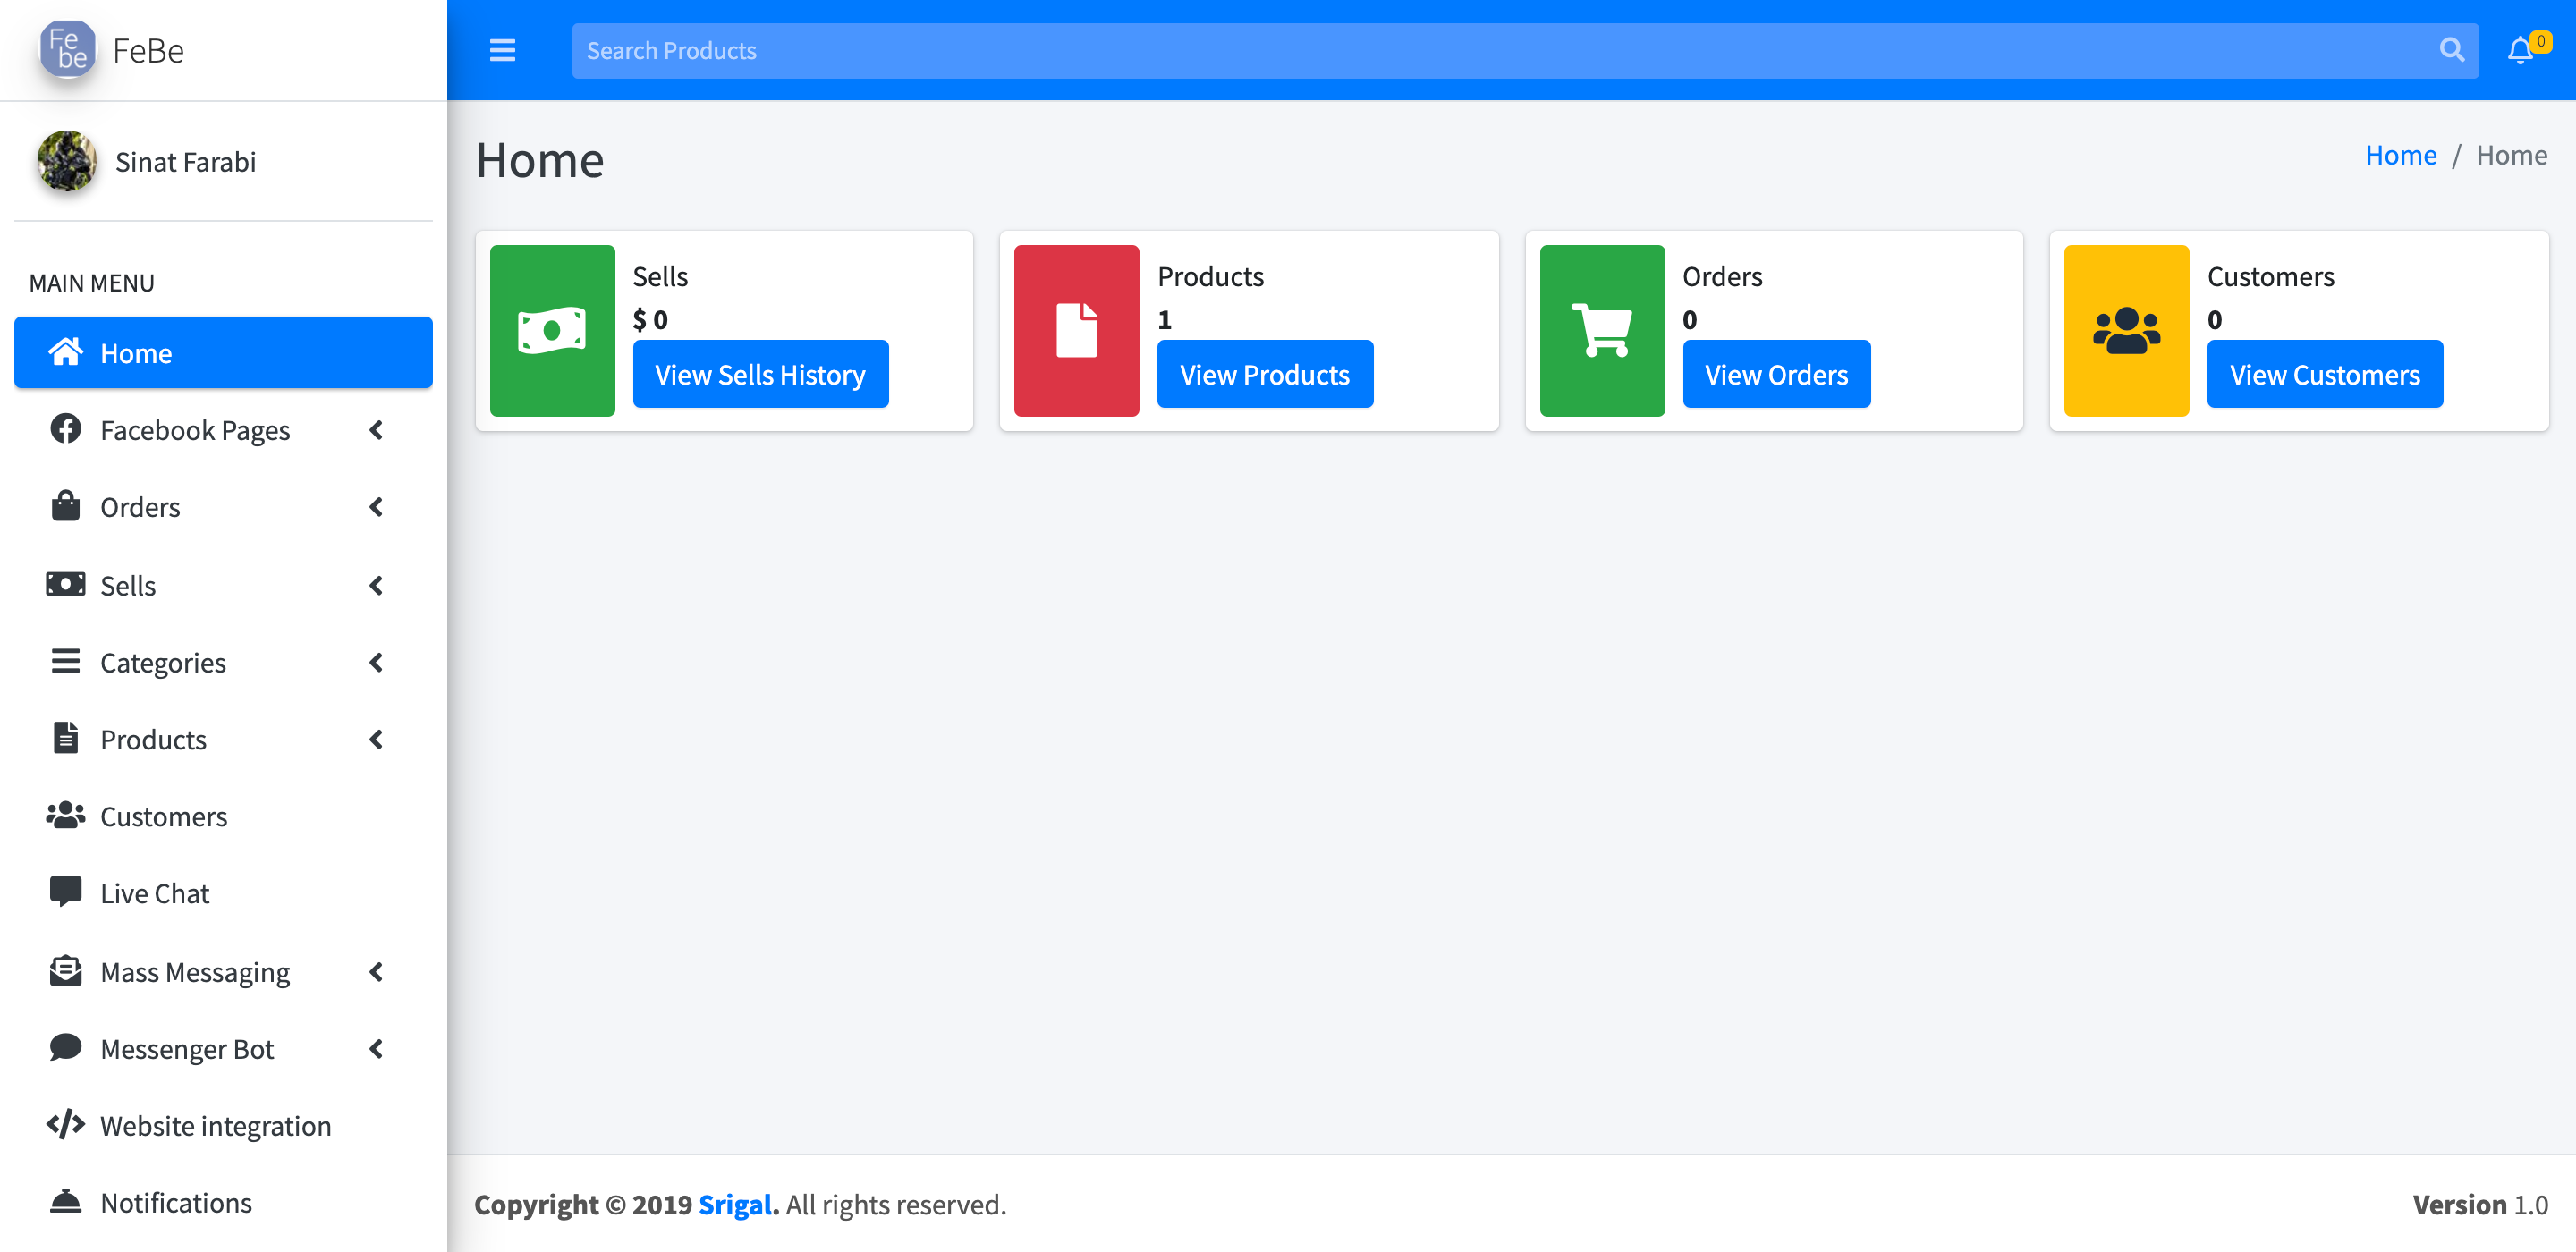 Fe
be
FeBe
Search Products
0
Sinat Farabi
Home
Home / Home
MAIN MENU
Home
Facebook Pages
Orders
Sells
Categories
Products
Customers
Live Chat
Mass Messaging
Messenger Bot
Website integration
Notifications
Sells
$ 0
View Sells History
Products
1
View Products
Orders
0
View Orders
Customers
0
View Customers
Copyright © 2019 Srigal. All rights reserved.
Version 1.0